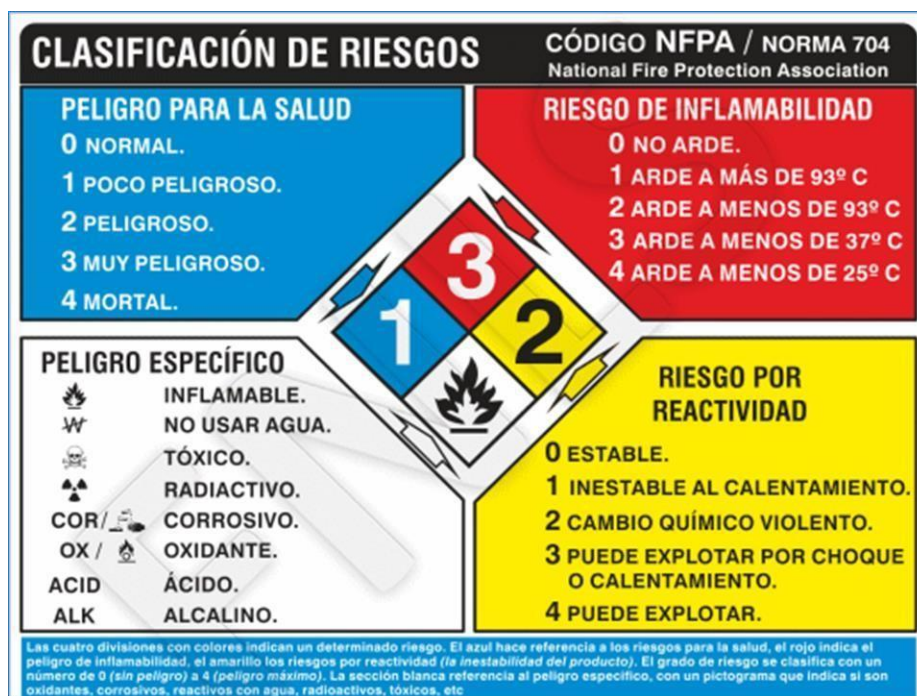 CLASIFICACIÓN DE RIESGOS
CÓDIGO NFPA / NORMA 704
National Fire Protection Association
PELIGRO PARA LA SALUD
0 NORMAL.
1 POCO PELIGROSO.
2 PELIGROSO.
3 MUY PELIGROSO.
4 MORTAL.
RIESGO DE INFLAMABILIDAD
0 NO ARDE.
1 ARDE A MÁS DE 93º C
2 ARDE A MENOS DE 93º C
3 ARDE A MENOS DE 37º C
4 ARDE A MENOS DE 25º C
3
1
2
PELIGRO ESPECÍFICO
INFLAMABLE.
W NO USAR AGUA.
TÓXICO.
RADIACTIVO.
COR/ CORROSIVO.
OX / OXIDANTE.
ACID ÁCIDO.
ALK ALCALINO.
RIESGO POR
REACTIVIDAD
0 ESTABLE.
1 INESTABLE AL CALENTAMIENTO.
2 CAMBIO QUÍMICO VIOLENTO.
3 PUEDE EXPLOTAR POR CHOQUE
O CALENTAMIENTO.
4 PUEDE EXPLOTAR.
Las cuatro divisiones con colores indican un determinado riesgo. El azul hace referencia a los riesgos para la salud, el rojo indica el
peligro de inflamabilidad, el amarillo los riesgos por reactividad (la inestabilidad del producto). El grado de riesgo se clasifica con un
número de 0 (sin peligro) a 4 (peligro máximo). La sección blanca referencia al peligro específico, con un pictograma que indica si son
oxidantes, corrosivos, reactivos con agua, radioactivos, tóxicos, etc